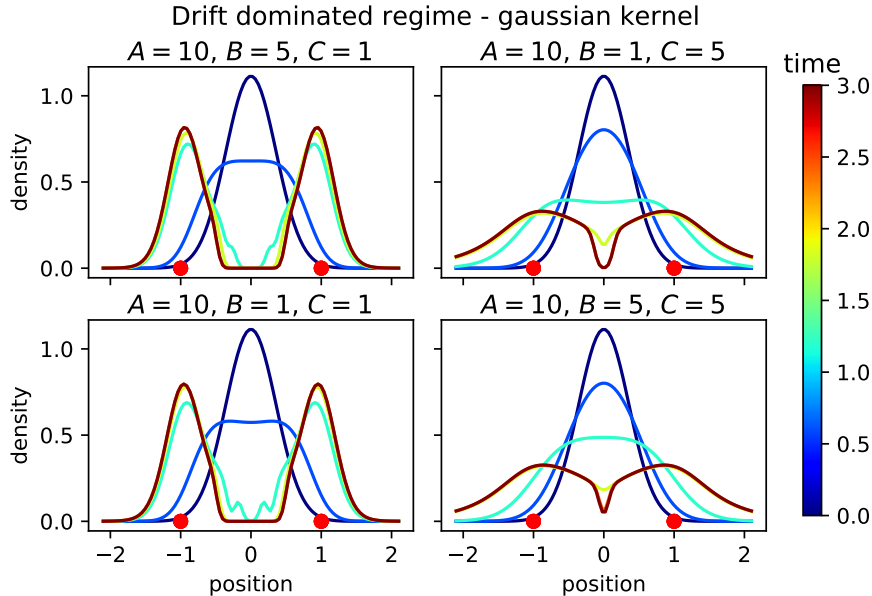 Drift dominated regime - gaussian kernel
A = 10, B = 5, C = 1
A = 10, B = 1, C = 5
time
1.0
0.5
0.0
density
3.0
2.5
2.0
1.5
1.0
0.5
0.0
A = 10, B = 1, C = 1
A = 10, B = 5, C = 5
1.0
0.5
0.0
density
−2 −1 0 1 2
−2 −1 0 1 2
position
position